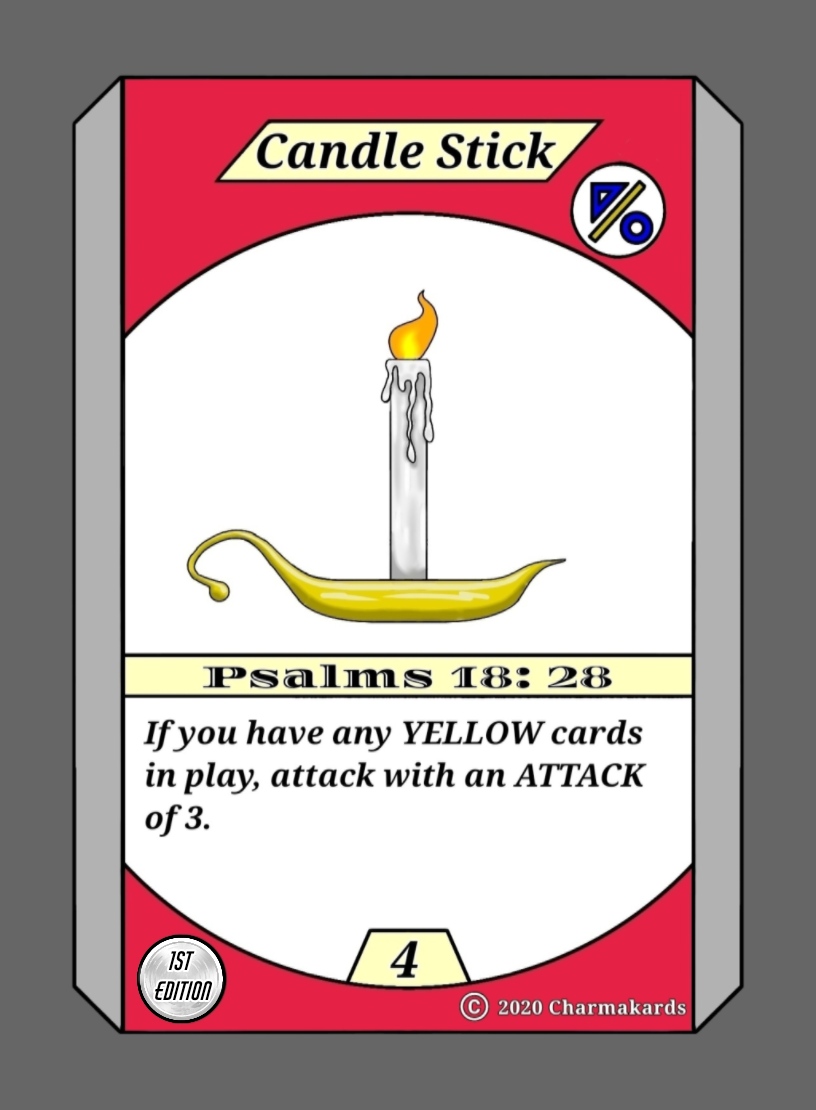 Candle Stick
Psalms 18: 28
If you have any YELLOW cards
in play, attack with an ATTACK
of 3.
4
1ST
EDITION
© 2020 Charmakards